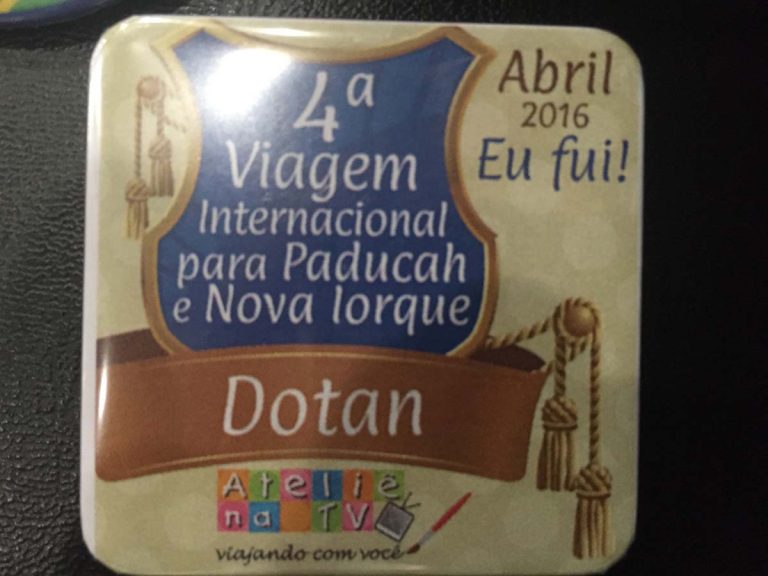 4ª
Viagem
Internacional
para Paducah
e Nova Iorque
Abril
2016
Eu fui!
Dotan
Ateliê
na TV
viajando com você